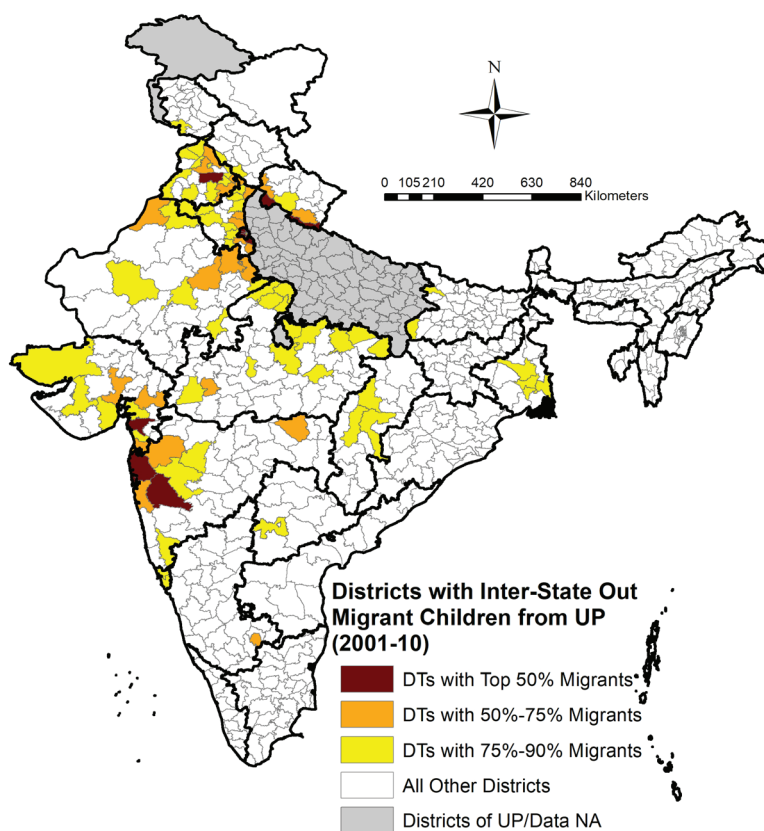 N
0 105 210 420 630 840
Kilometers
Districts with Inter-State Out
Migrant Children from UP
(2001-10)
DTs with Top 50% Migrants
DTs with 50%-75% Migrants
DTs with 75%-90% Migrants
All Other Districts
Districts of UP/Data NA